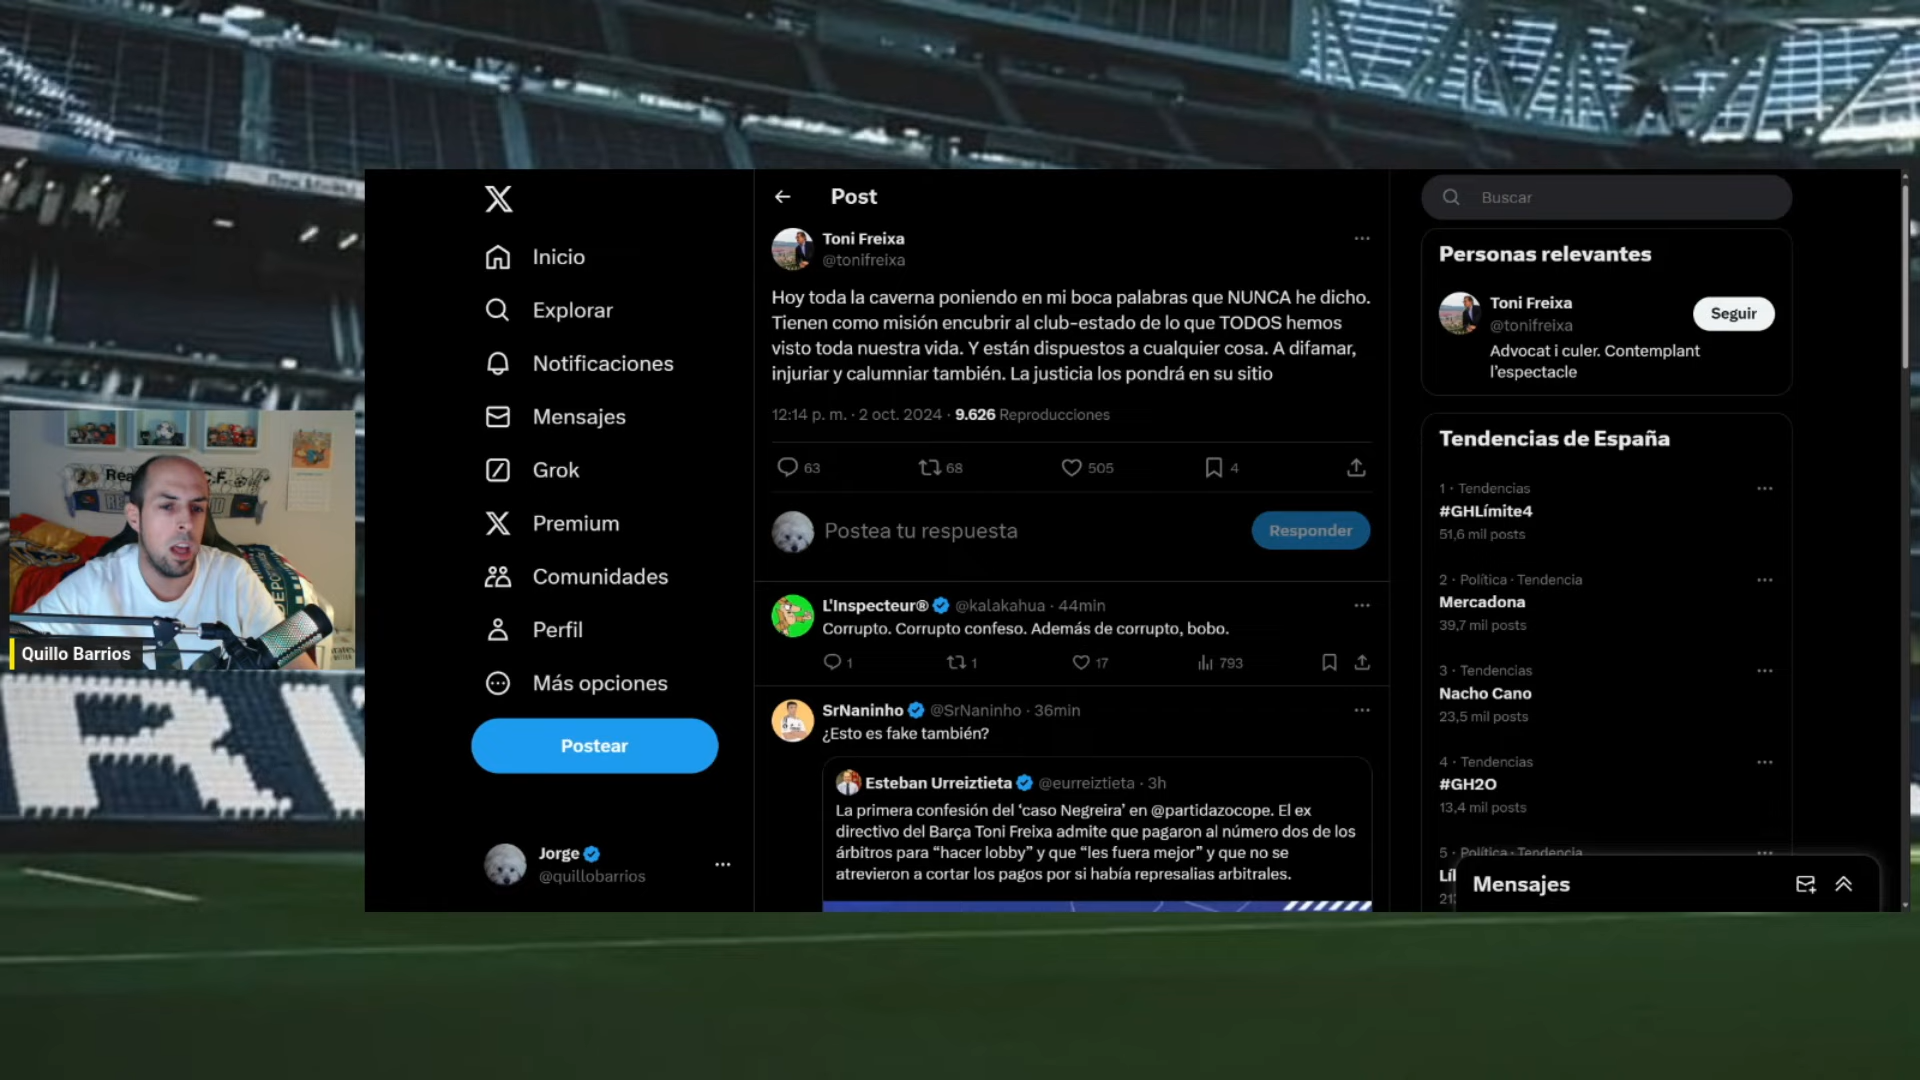 Post
Toni Freixa
@tonifreixa
Hoy toda la caverna poniendo en mi boca palabras que NUNCA he dicho.
Tienen como misión encubrir al club-estado de lo que TODOS hemos
visto toda nuestra vida. Y están dispuestos a cualquier cosa. A difamar,
injuriar y calumniar también. La justicia los pondrá en su sitio
12:14 p. m. · 2 oct. 2024 · 9.626 Reproducciones
63 68 505 4
Postea tu respuesta
Responder
L'Inspecteur® @kalakahua · 44min
Corrupto. Corrupto confeso. Además de corrupto, bobo.
1 1 17 793
SrNaninho @SrNaninho · 36min
¿Esto es fake también?
Esteban Urreiztieta @eurreiztieta · 3h
La primera confesión del ‘caso Negreira’ en @partidazocope. El ex
directivo del Barça Toni Freixa admite que pagaron al número dos de los
árbitros para “hacer lobby” y que “les fuera mejor” y que no se
atrevieron a cortar los pagos por si había represalias arbitrales.
Inicio
Explorar
Notificaciones
Mensajes
Grok
Premium
Comunidades
Perfil
Más opciones
Postear
Jorge
@quillobarrios
Buscar
Personas relevantes
Toni Freixa
@tonifreixa
Seguir
Advocat i culer. Contemplant
l’espectacle
Tendencias de España
1 · Tendencias
#GHLímite4
51,6 mil posts
2 · Política · Tendencia
Mercadona
39,7 mil posts
3 · Tendencias
Nacho Cano
23,5 mil posts
4 · Tendencias
#GH2O
13,4 mil posts
5 · Política · Tendencia
Mensajes
Quillo Barrios